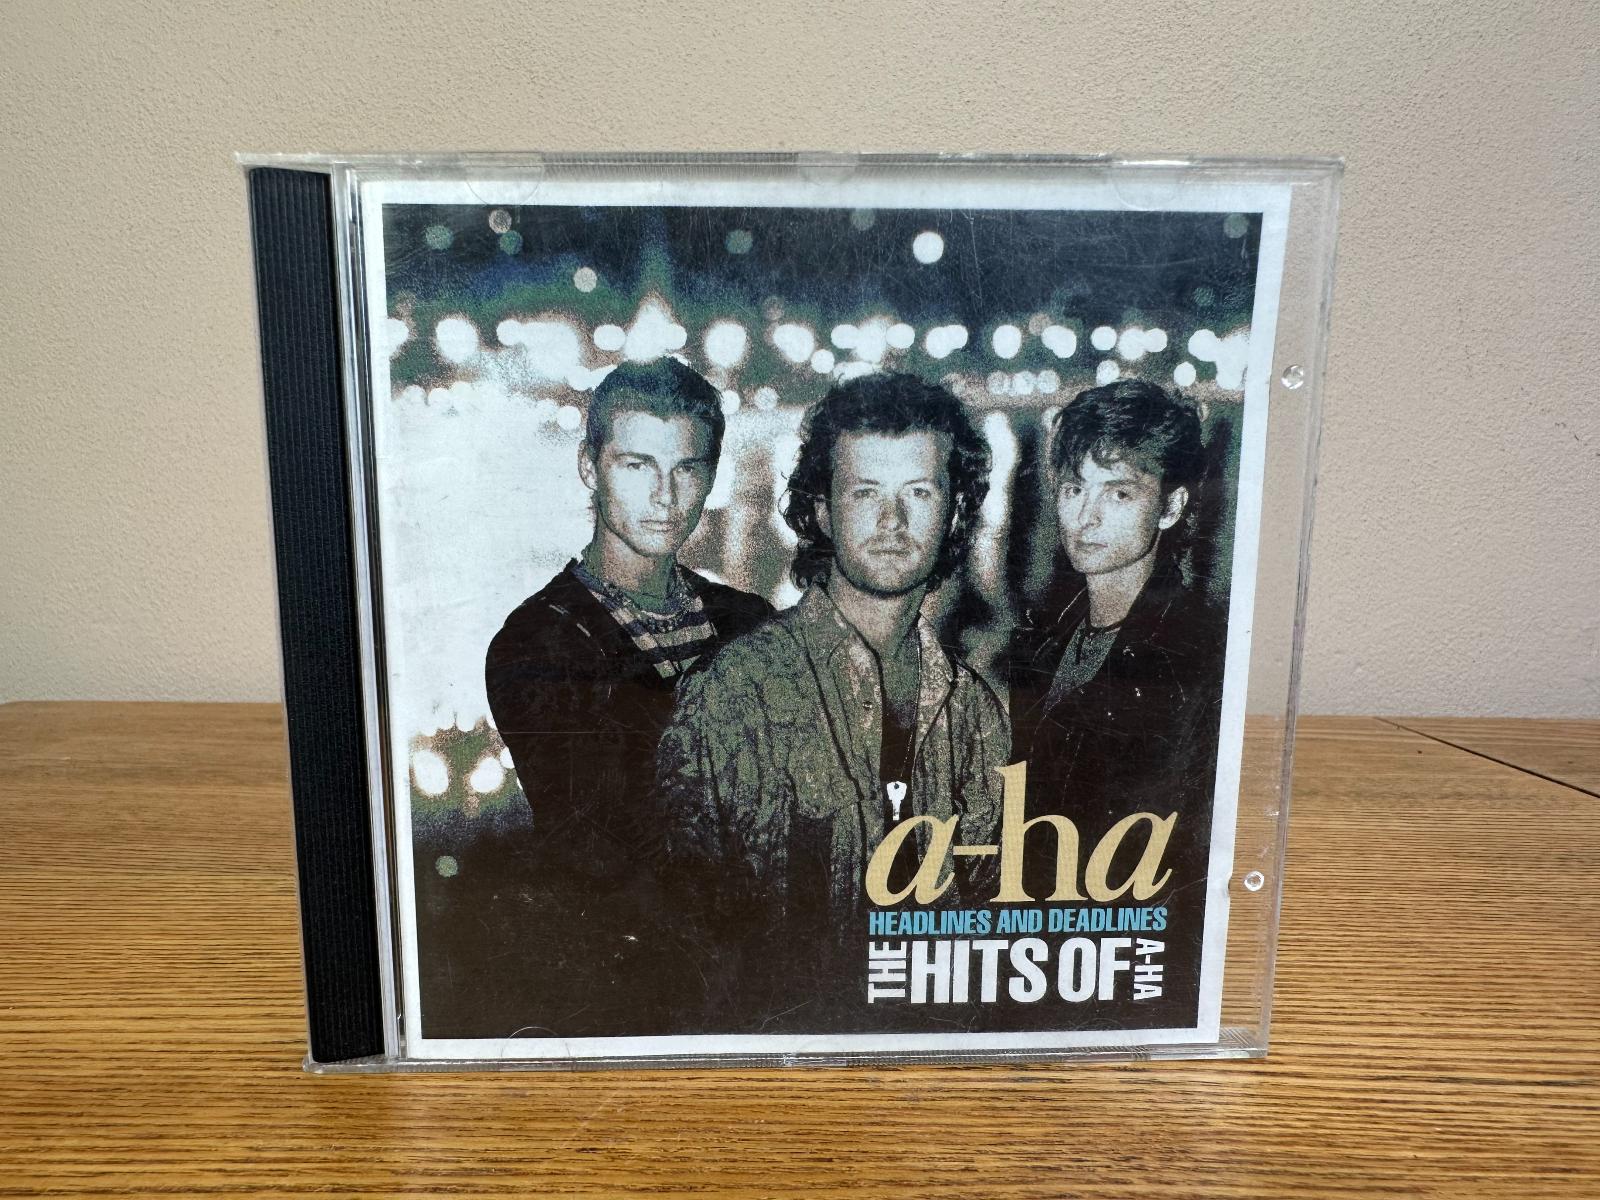 a-ha
HEADLINES AND DEADLINES
THE HITS OF A-HA